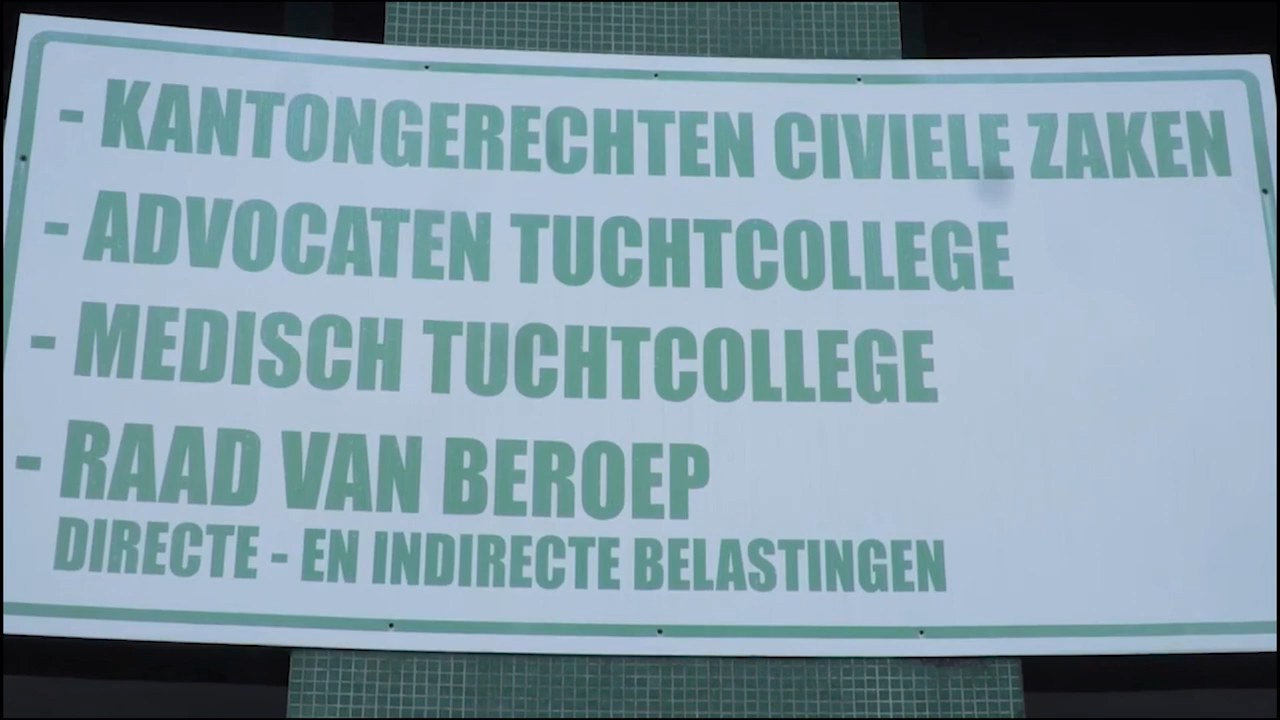 - KANTONGERECHTEN CIVIELE ZAKEN
- ADVOCATEN TUCHTCOLLEGE
- MEDISCH TUCHTCOLLEGE
- RAAD VAN BEROEP
DIRECTE - EN INDIRECTE BELASTINGEN